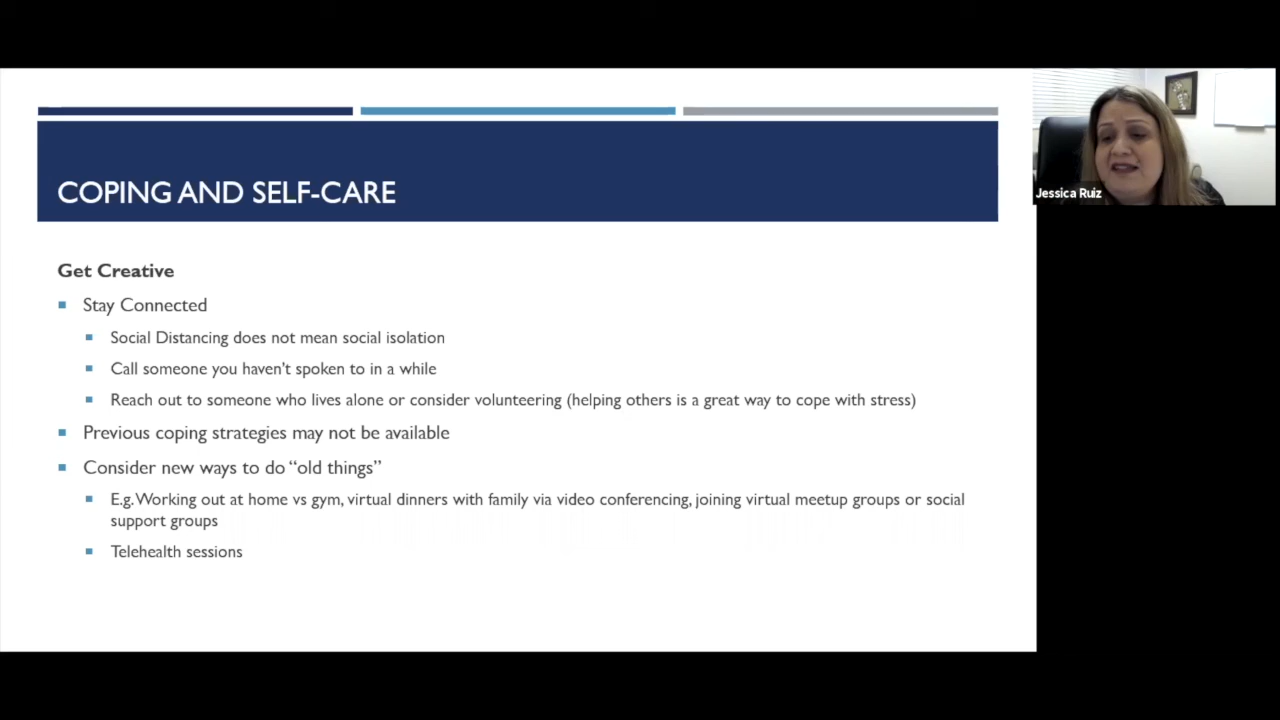 COPING AND SELF-CARE
Get Creative
Stay Connected
Social Distancing does not mean social isolation
Call someone you haven't spoken to in a while
Reach out to someone who lives alone or consider volunteering (helping others is a great way to cope with stress)
Previous coping strategies may not be available
Consider new ways to do “old things”
E.g. Working out at home vs gym, virtual dinners with family via video conferencing, joining virtual meetup groups or social
support groups
Telehealth sessions
Jessica Ruiz